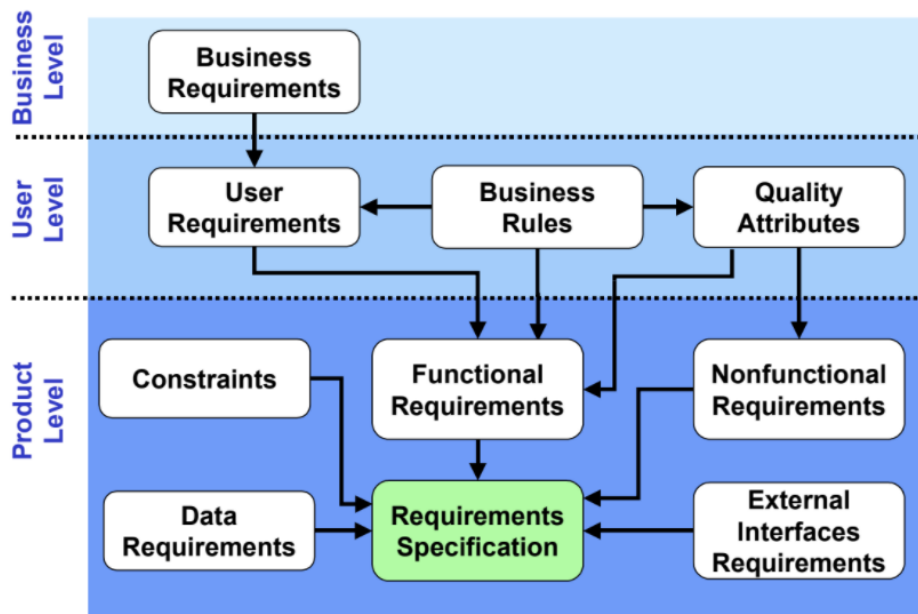 Business
Level
Business
Requirements
User
Level
User
Requirements
Business
Rules
Quality
Attributes
Product
Level
Constraints
Functional
Requirements
Nonfunctional
Requirements
Data
Requirements
Requirements
Specification
External
Interfaces
Requirements